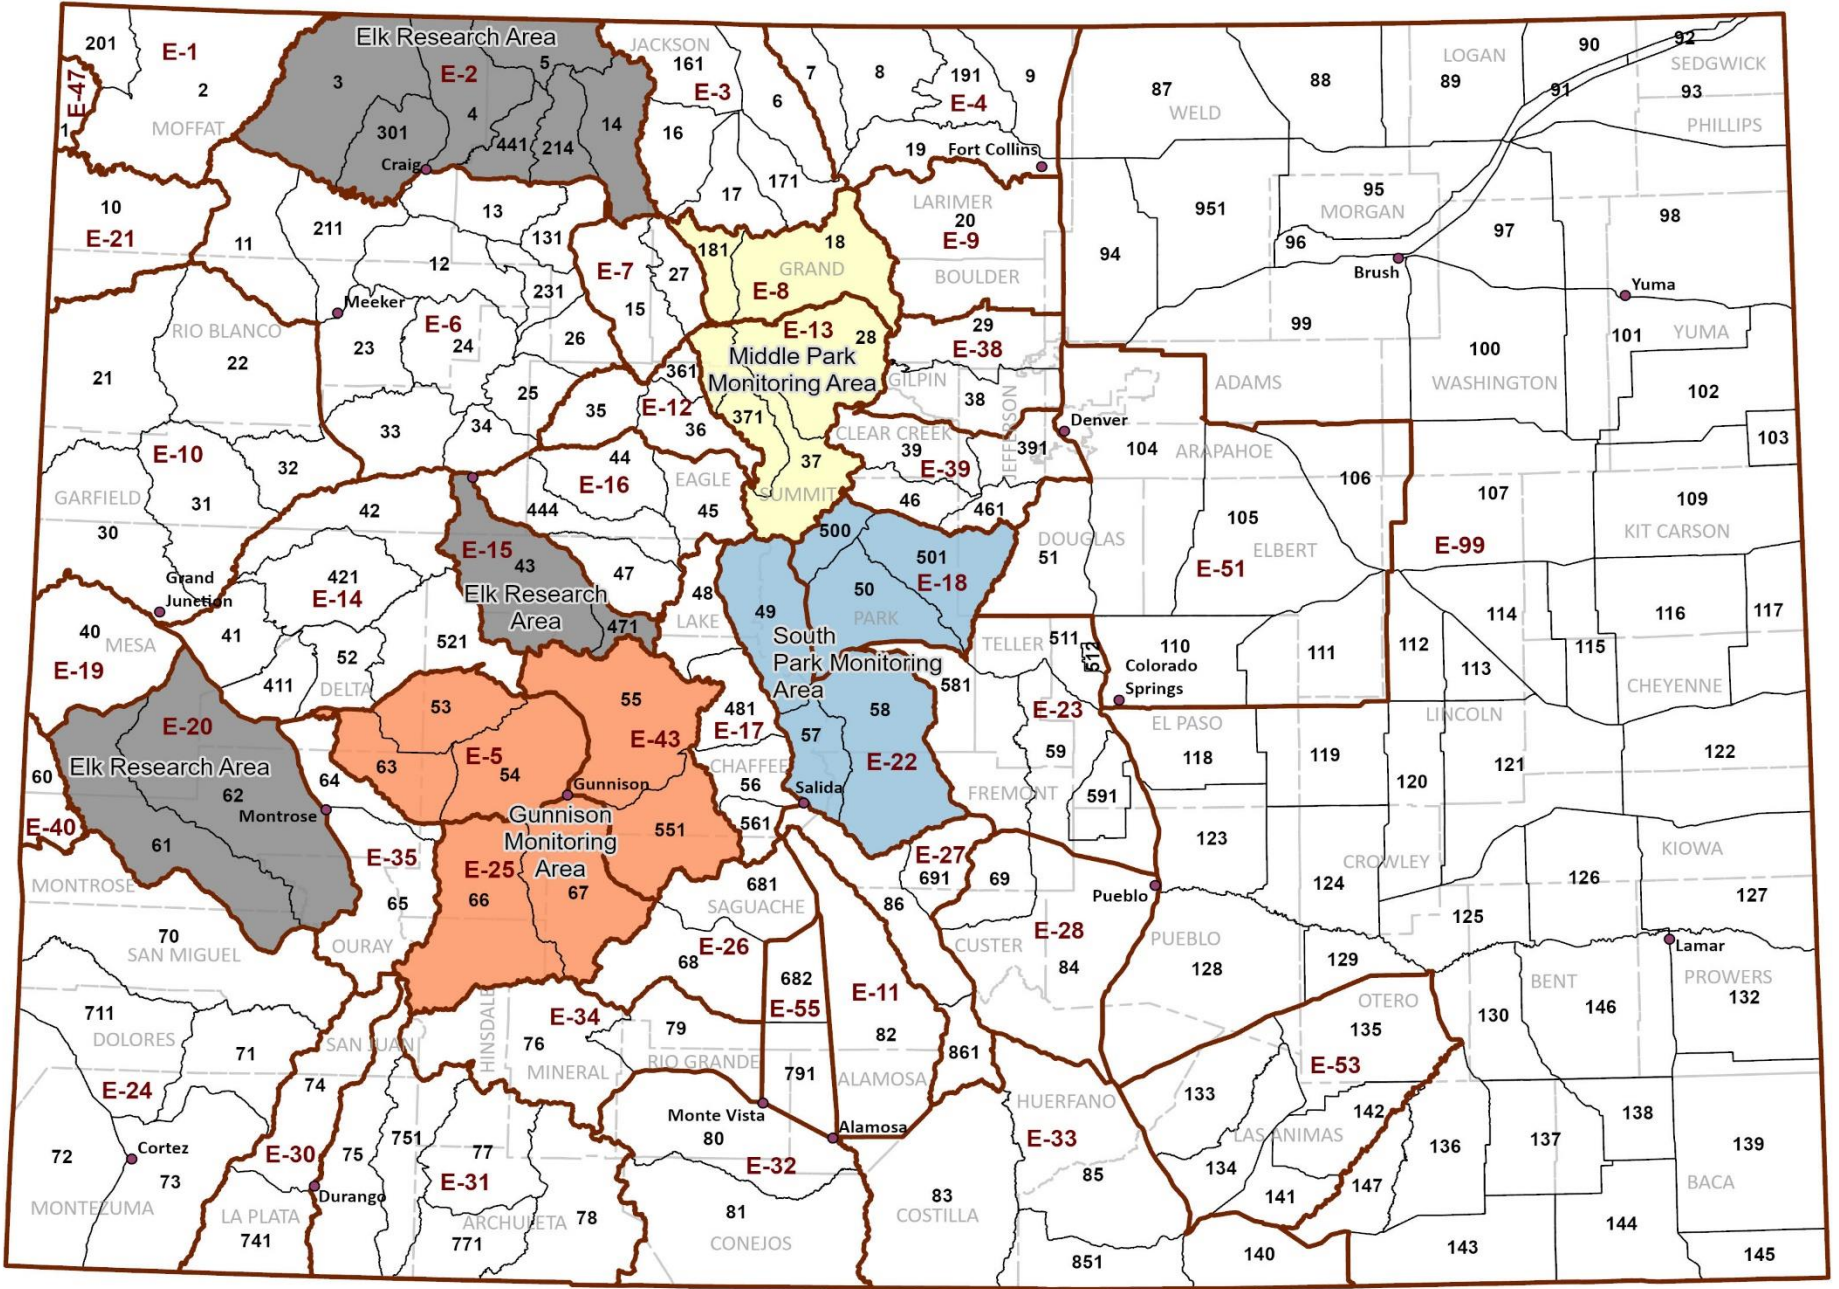 201
E-1
Elk Research Area
JACKSON
161
E-47
2
MOFFAT
1
3
E-2
5
4
301
441
214
14
Craig
E-3
6
16
17
171
7
8
191
9
E-4
19
Fort Collins
87
WELD
88
LOGAN
89
90
92
SEDGWICK
91
93
PHILLIPS
10
E-21
11
211
13
131
12
231
Meeker
E-7
27
15
181
18
GRAND
E-8
LARIMER
20
E-9
BOULDER
94
951
95
MORGAN
96
Brush
97
98
Yuma
RIO BLANCO
22
21
23
E-6
24
26
25
E-13
28
Middle Park
Monitoring Area
29
E-38
GILPIN
38
99
100
WASHINGTON
101
YUMA
102
103
ADAMS
361
35
E-12
36
371
37
SUMMIT
CLEAR CREEK
39
E-39
JEFFERSON
391
46
461
Denver
104
ARAPAHOE
106
33
34
E-10
32
31
GARFIELD
30
42
44
E-16
444
EAGLE
45
500
501
E-18
50
PARK
DOUGLAS
51
105
ELBERT
E-51
107
E-99
109
KIT CARSON
Grand
Junction
421
E-14
E-15
43
Elk Research
Area
471
47
48
LAKE
49
South
Park Monitoring
Area
40
MESA
E-19
41
411
52
DELTA
521
TELLER
511
512
110
Colorado
Springs
111
112
113
114
115
116
117
CHEYENNE
LINCOLN
E-20
Elk Research Area
62
61
60
E-40
64
Montrose
53
63
E-5
54
Gunnison
55
E-43
Gunnison
Monitoring
Area
551
481
E-17
CHAFFEE
56
561
57
58
E-22
Salida
581
E-23
59
591
FREMONT
EL PASO
118
119
120
121
122
123
MONTROSE
E-35
65
OURAY
E-25
66
67
681
SAGUACHE
E-27
691
69
86
Pueblo
CROWLEY
124
125
126
KIOWA
127
70
SAN MIGUEL
E-26
68
682
E-55
E-11
82
CUSTER
E-28
84
PUEBLO
128
129
Lamar
PROWERS
132
BENT
146
130
711
DOLORES
71
SAN JUAN
74
HINSDALE
E-34
76
MINERAL
79
RIO GRANDE
791
ALAMOSA
861
OTERO
135
E-53
E-24
72
Cortez
73
MONTEZUMA
E-30
75
Durango
LA PLATA
741
751
77
E-31
ARCHULETA
771
78
Monte Vista
80
Alamosa
E-32
81
CONEJOS
83
COSTILLA
HUERFANO
E-33
85
851
133
142
LAS ANIMAS
134
141
147
136
137
138
139
BACA
140
143
144
145